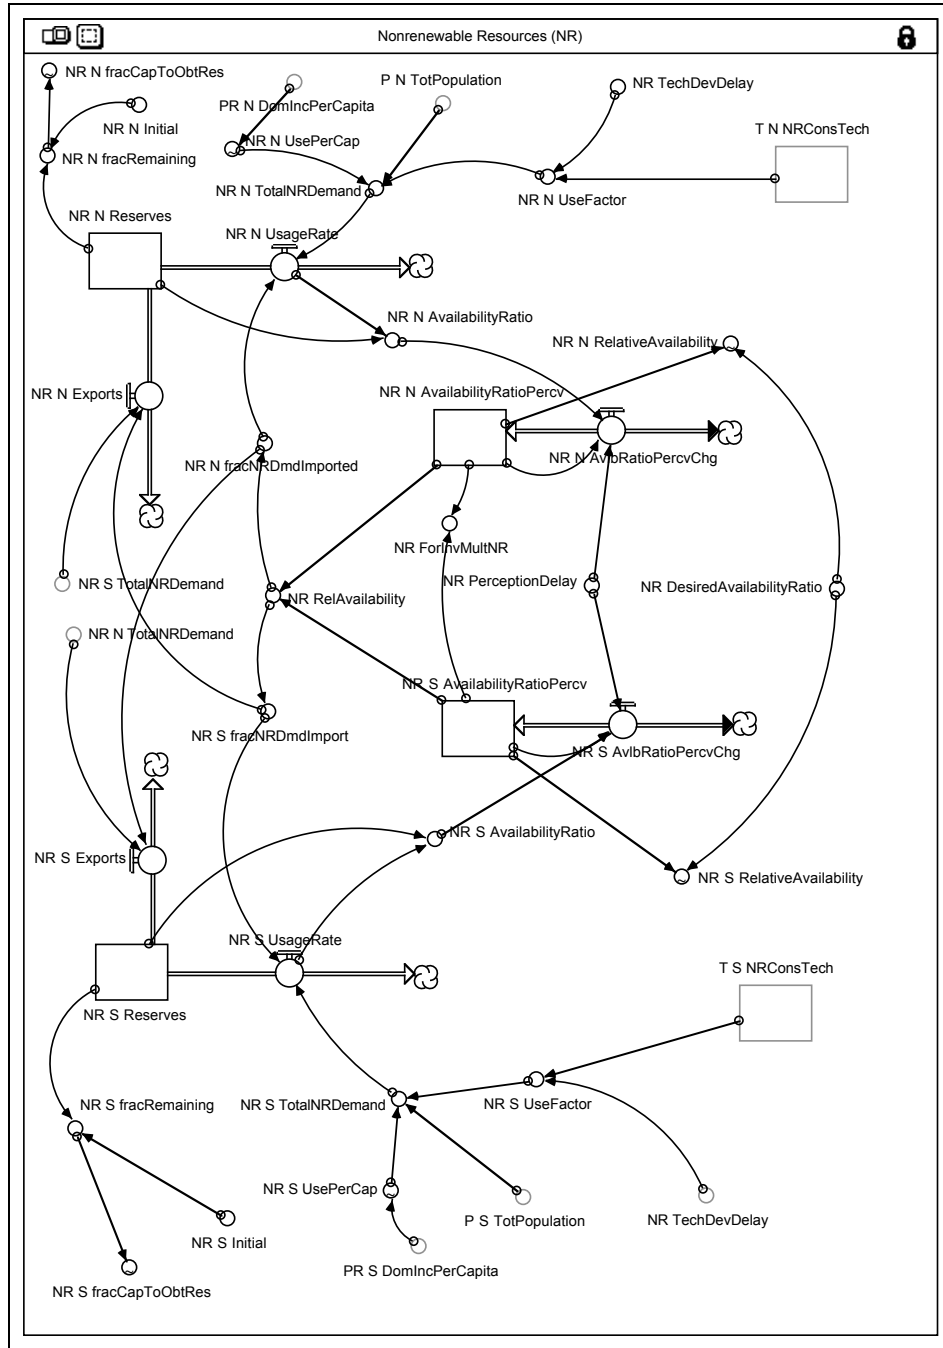 Nonrenewable Resources (NR)
NR N fracCapToObtRes
NR N Initial
NR N fracRemaining
PR N DomIncPerCapita
P N TotPopulation
NR TechDevDelay
NR N UsePerCap
T N NRConsTech
NR N TotalNRDemand
NR N UseFactor
NR N Reserves
NR N UsageRate
NR N AvailabilityRatio
NR N RelativeAvailability
NR N Exports
NR N AvailabilityRatioPercv
NR N fracNRDmdImported
NR N AvlbRatioPercvChg
NR ForInvMultNR
NR S TotalNRDemand
NR RelAvailability
NR PerceptionDelay
NR DesiredAvailabilityRatio
NR N TotalNRDemand
NR S AvailabilityRatioPercv
NR S fracNRDmdImport
NR S AvlbRatioPercvChg
NR S AvailabilityRatio
NR S Exports
NR S RelativeAvailability
NR S UsageRate
T S NRConsTech
NR S Reserves
NR S fracRemaining
NR S TotalNRDemand
NR S UseFactor
NR S UsePerCap
P S TotPopulation
NR TechDevDelay
NR S Initial
PR S DomIncPerCapita
NR S fracCapToObtRes